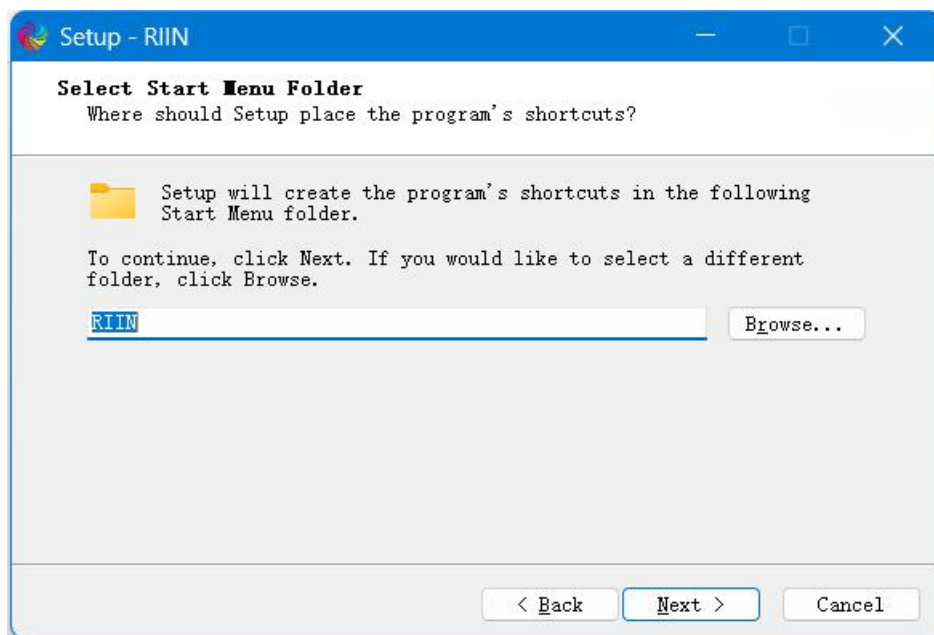 Setup - RIIN
Select Start Menu Folder
Where should Setup place the program's shortcuts?
Setup will create the program's shortcuts in the following
Start Menu folder.
To continue, click Next. If you would like to select a different
folder, click Browse.
RIIN
Browse...
< Back
Next >
Cancel